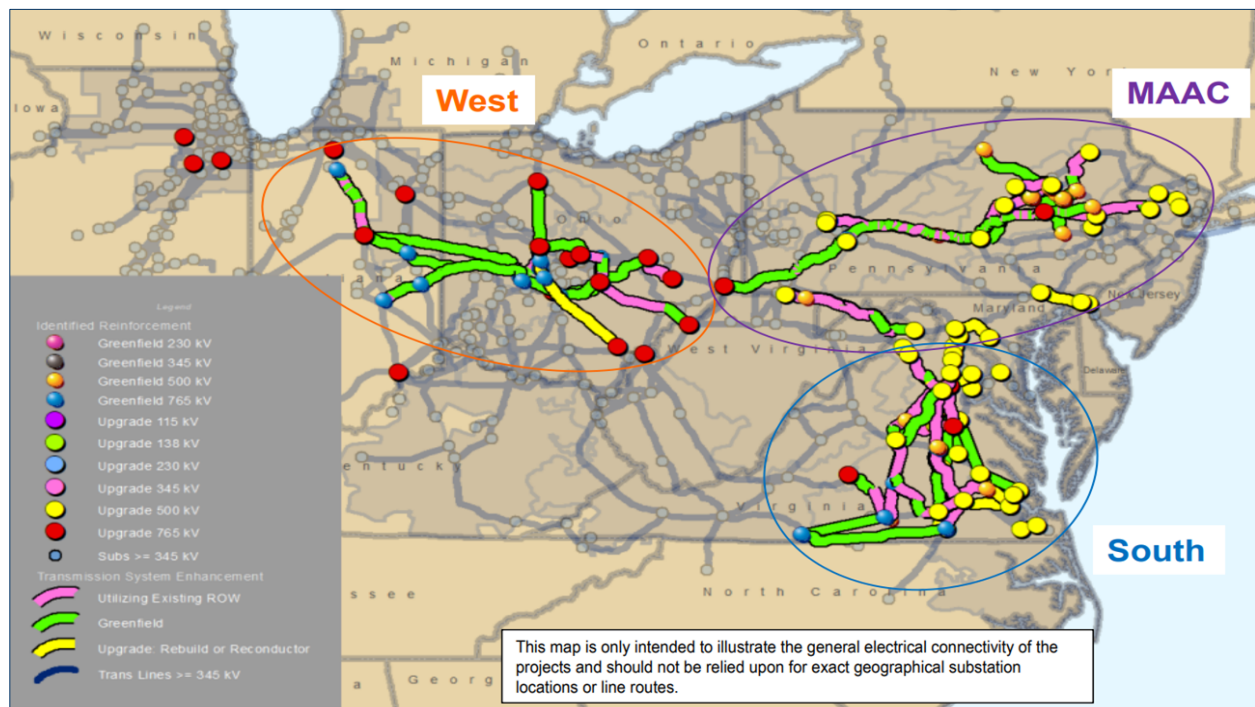 Wisconsin
Michigan
Ontario
New York
Iowa
West
MAAC
Ohio
Pennsylvania
Maryland
New Jersey
West Virginia
Delaware
diana
entucky
Virginia
South
North Carolina
ssee
Georg
a
Legend
Identified Reinforcement
Greenfield 230 kV
Greenfield 345 kV
Greenfield 500 kV
Greenfield 765 kV
Upgrade 115 kV
Upgrade 138 kV
Upgrade 230 kV
Upgrade 345 kV
Upgrade 500 kV
Upgrade 765 kV
Subs >= 345 kV
Transmission System Enhancement
Utilizing Existing ROW
Greenfield
Upgrade: Rebuild or Reconductor
Trans Lines >= 345 kV
This map is only intended to illustrate the general electrical connectivity of the
projects and should not be relied upon for exact geographical substation
locations or line routes.